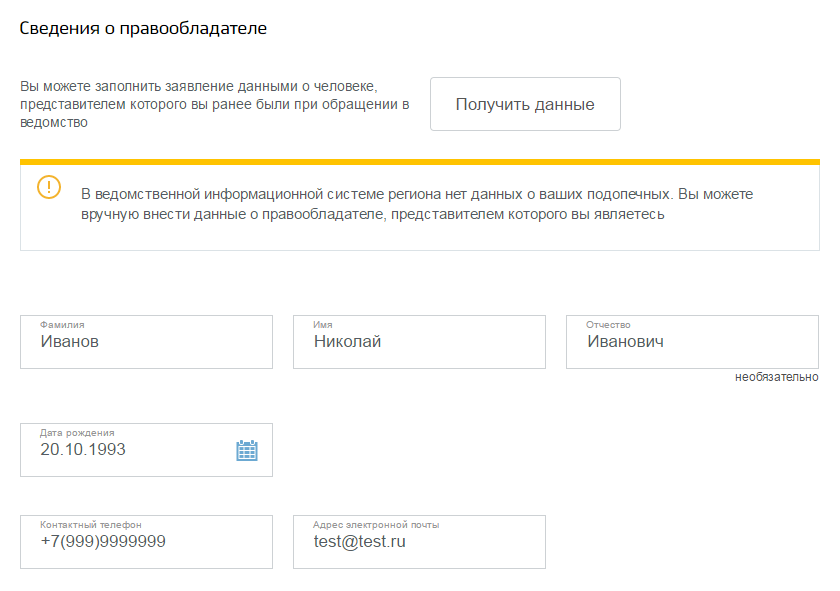 Сведения о правообладателе
Вы можете заполнить заявление данными о человеке,
представителем которого вы ранее были при обращении в
ведомство
Получить данные
В ведомственной информационной системе региона нет данных о ваших подопечных. Вы можете
вручную внести данные о правообладателе, представителем которого вы являетесь
Фамилия
Иванов
Имя
Николай
Отчество
Иванович
необязательно
Дата рождения
20.10.1993
Контактный телефон
+7(999)9999999
Адрес электронной почты
test@test.ru